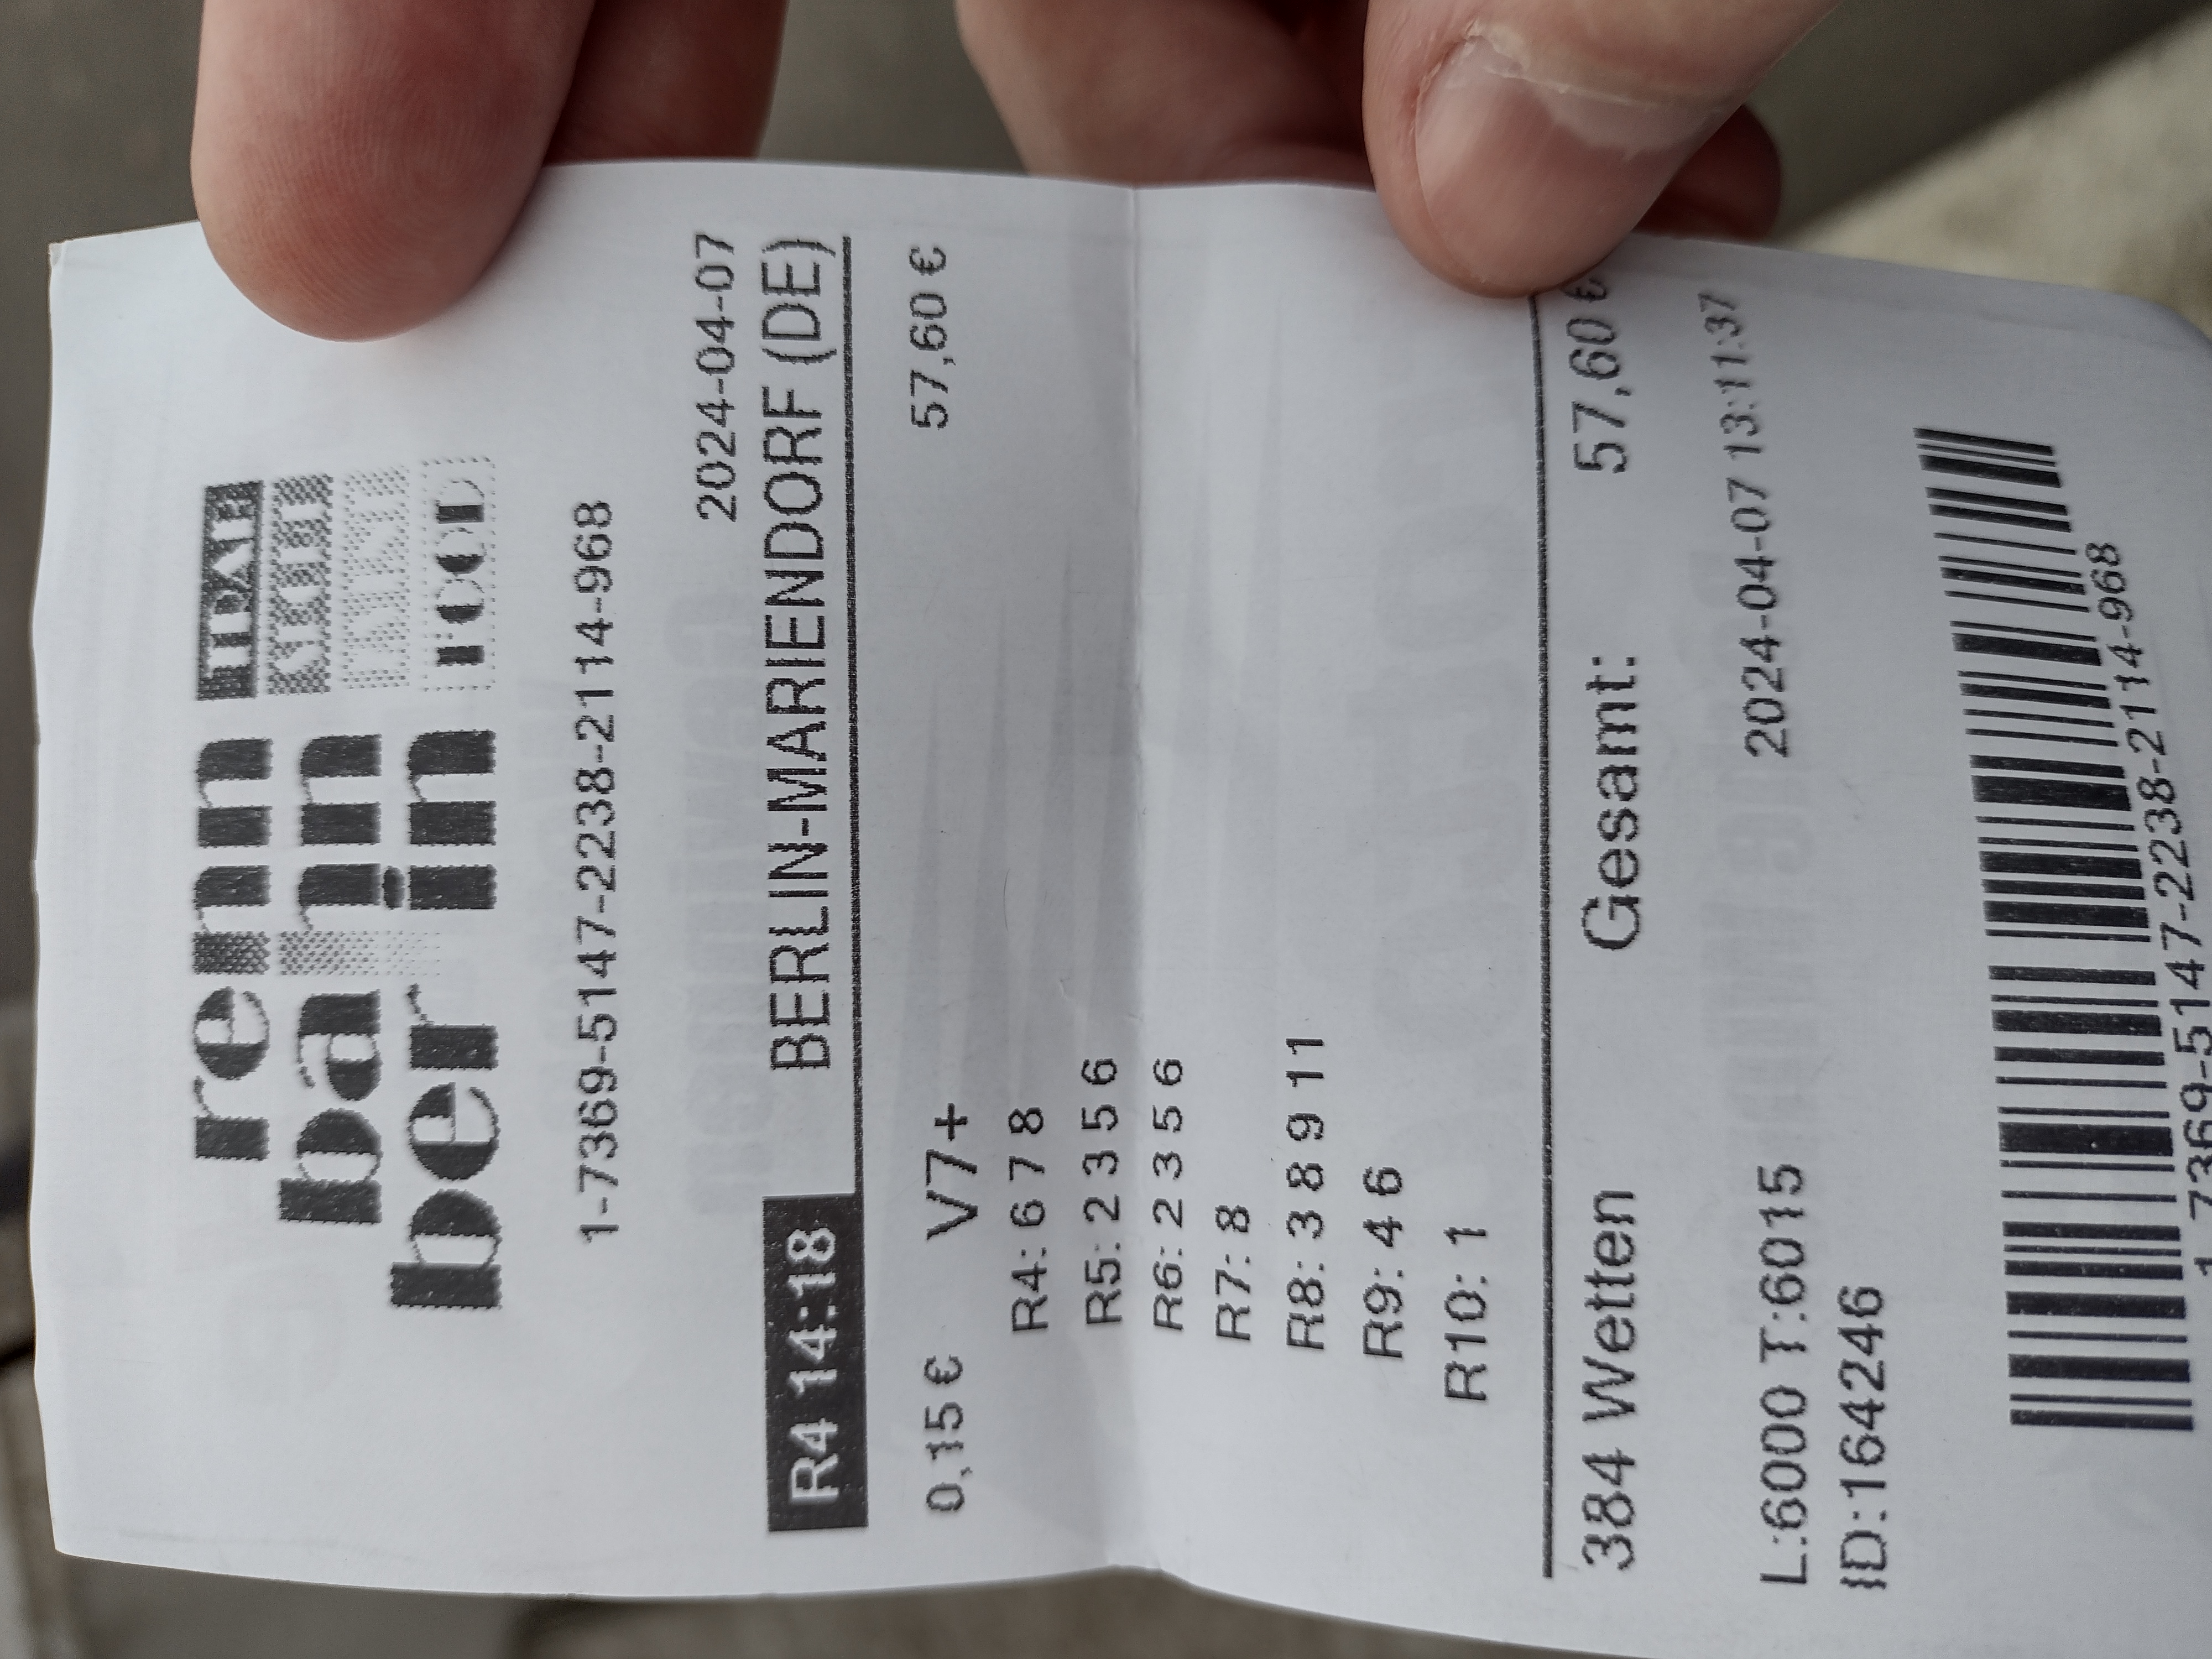 renn
bahn
berlin
TRAB
EVENT
FOOD
1-7369-5147-2238-2114-968
2024-04-07
R4 14:18 BERLIN-MARIENDORF (DE)
0,15 € V7+ 57,60 €
R4: 6 7 8
R5: 2 3 5 6
R6: 2 3 5 6
R7: 8
R8: 3 8 9 11
R9: 4 6
R10: 1
384 Wetten Gesamt: 57,60 €
L:6000 T:6015 2024-04-07 13:11:37
ID:164246
1-7369-5147-2238-2114-968